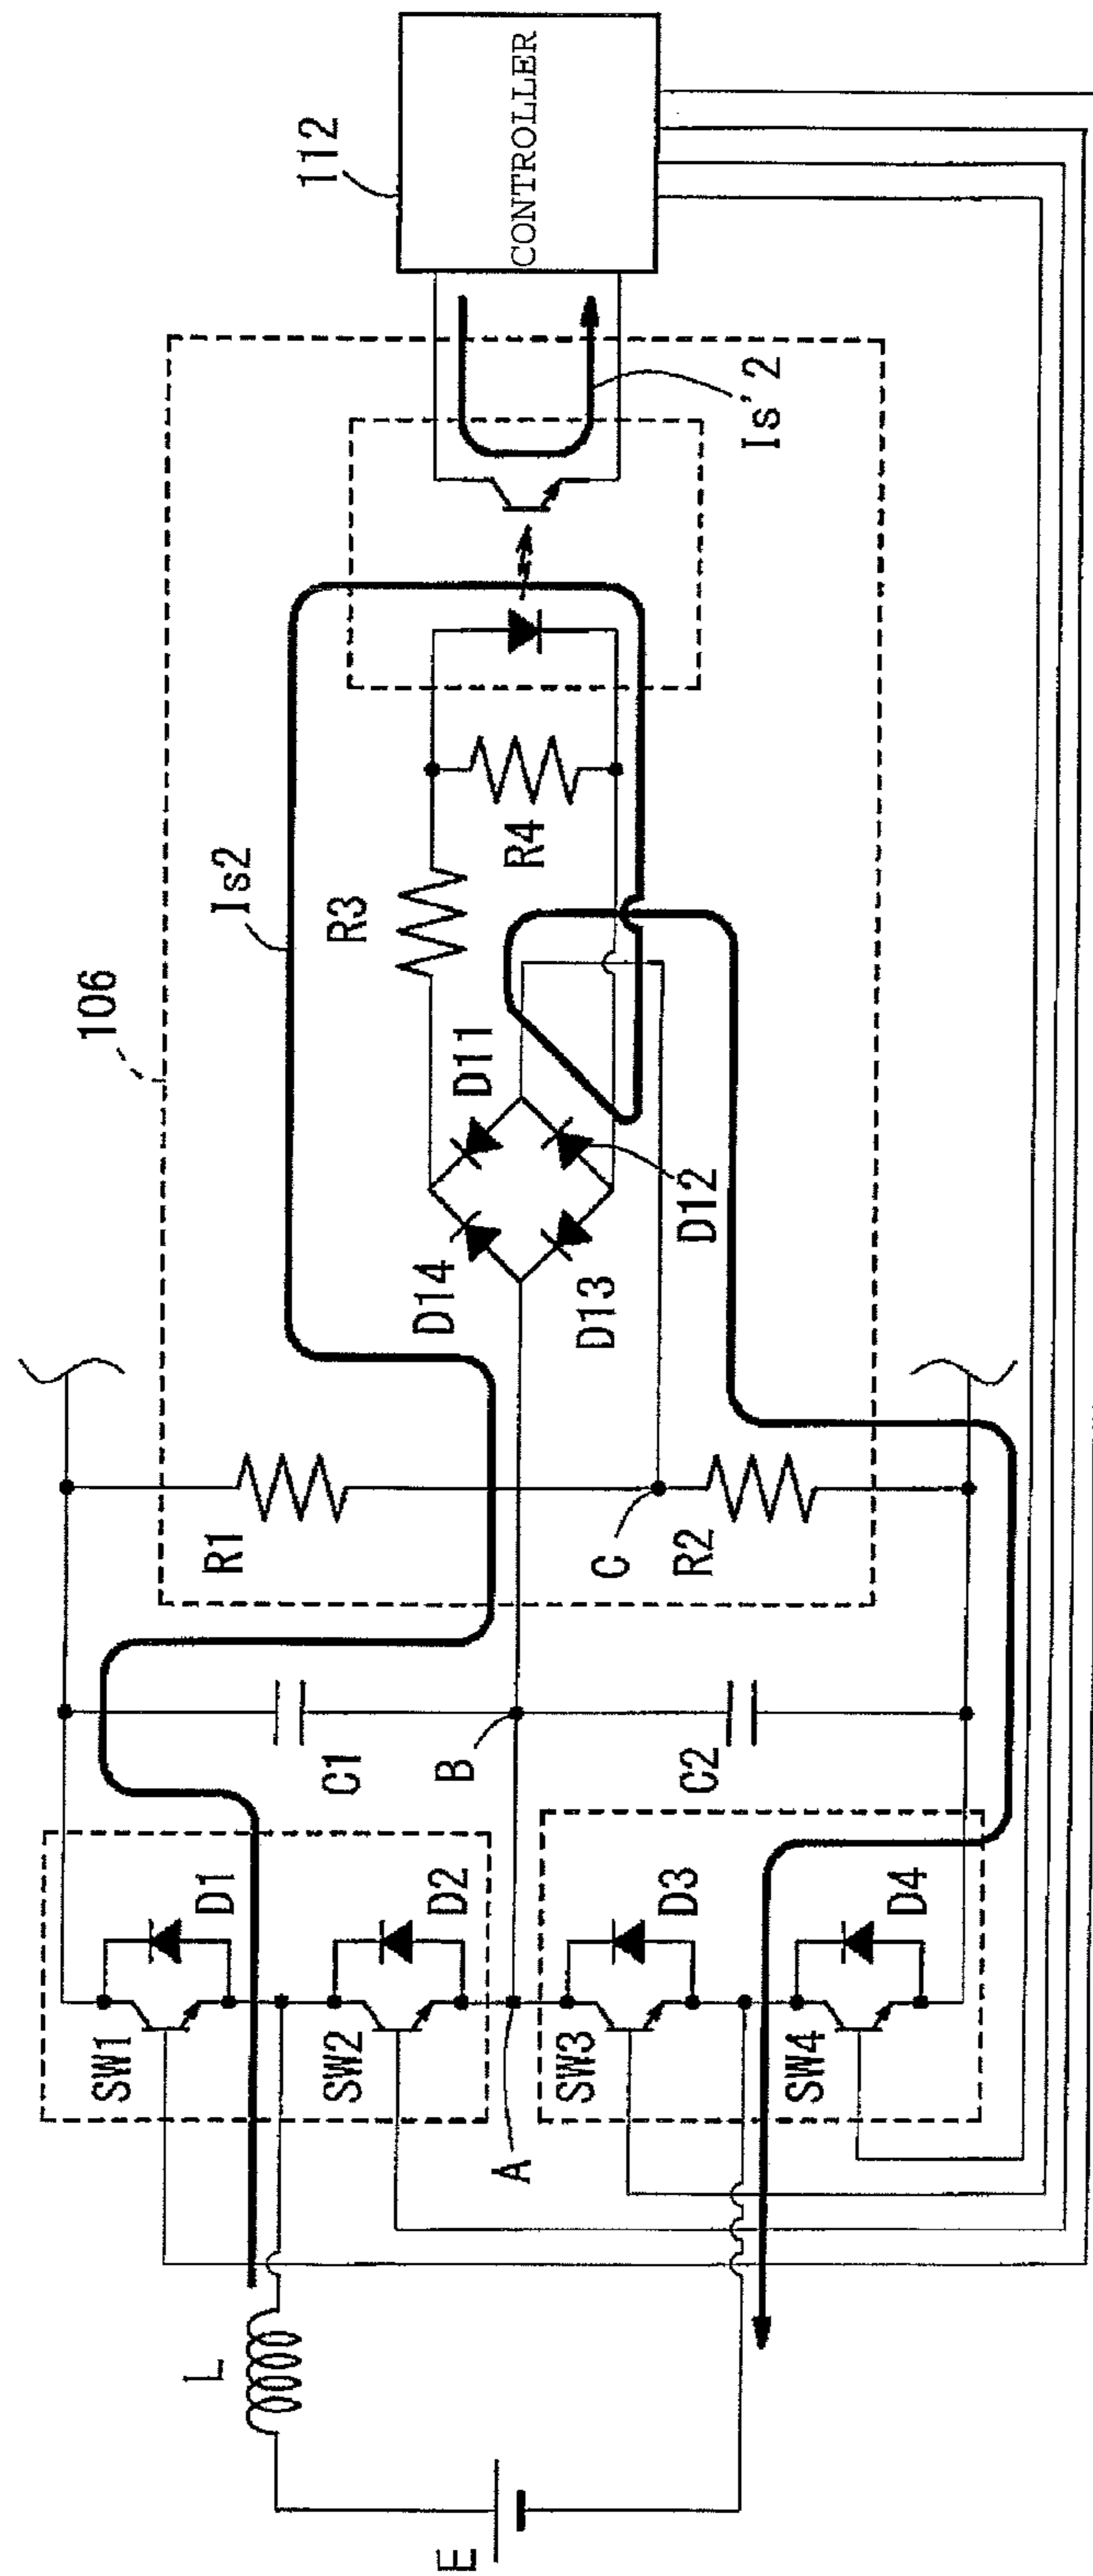 E
L
SW1
D1
SW2
D2
A
SW3
D3
SW4
D4
C1
B
C2
106
R1
C
R2
D14
D11
D13
D12
Is2
R3
R4
Is'2
112
CONTROLLER